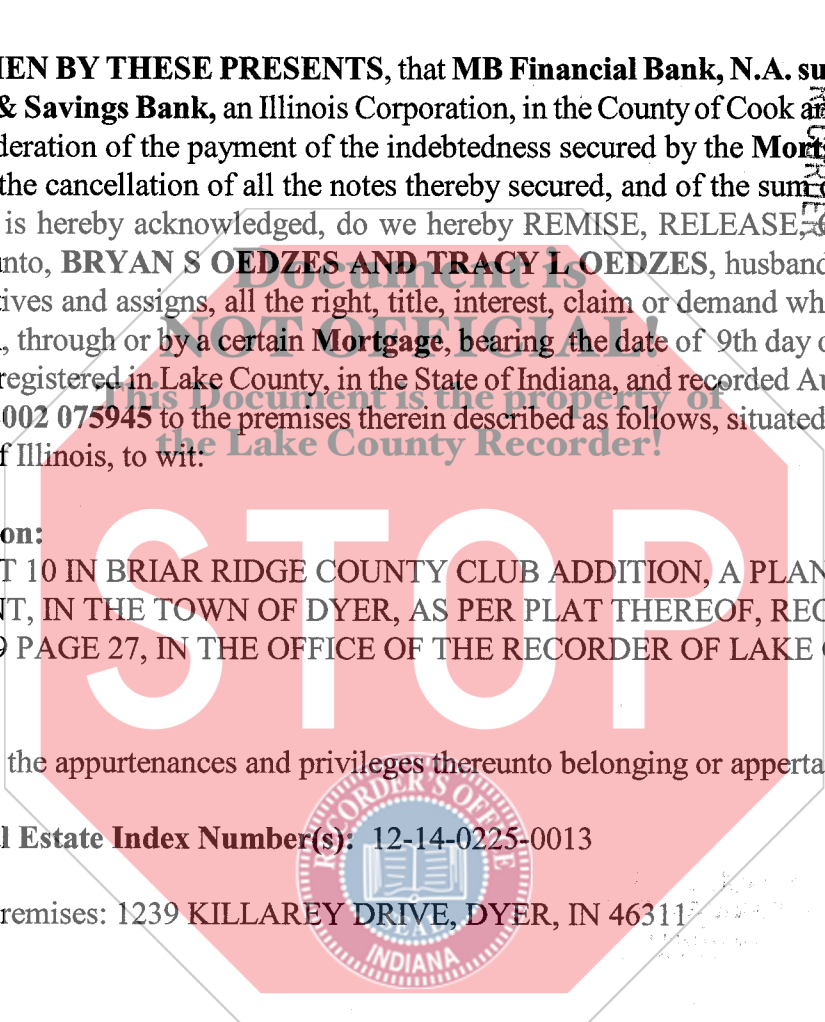 IEN BY THESE PRESENTS, that MB Financial Bank, N.A. su
& Savings Bank, an Illinois Corporation, in the County of Cook an
deration of the payment of the indebtedness secured by the Mort
the cancellation of all the notes thereby secured, and of the sum
is hereby acknowledged, do we hereby REMISE, RELEASE,
nto, BRYAN S OEDZES AND TRACY L OEDZES, husband
Document is
tives and assigns, all the right, title, interest, claim or demand wh
NOT OFFICIAL!
, through or by a certain Mortgage, bearing the date of 9th day o
registered in Lake County, in the State of Indiana, and recorded Au
This Document is the property of
002 075945 to the premises therein described as follows, situated
the Lake County Recorder!
f Illinois, to wit:
on:
T 10 IN BRIAR RIDGE COUNTY CLUB ADDITION, A PLAN
NT, IN THE TOWN OF DYER, AS PER PLAT THEREOF, REC
9 PAGE 27, IN THE OFFICE OF THE RECORDER OF LAKE
STOP
the appurtenances and privileges thereunto belonging or apperta
RECORDER'S OFFICE
l Estate Index Number(s): 12-14-0225-0013
remises: 1239 KILLAREY DRIVE, DYER, IN 46311
SEAL
INDIANA